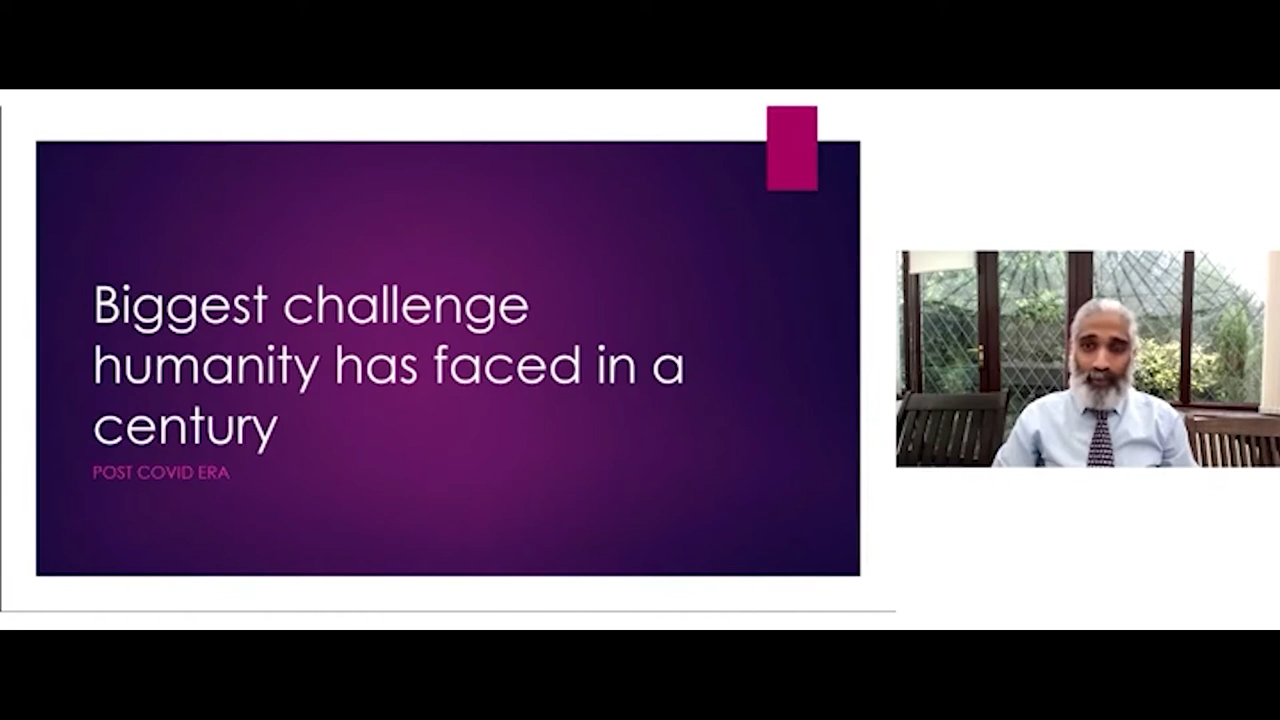 Biggest challenge
humanity has faced in a
century
POST COVID ERA